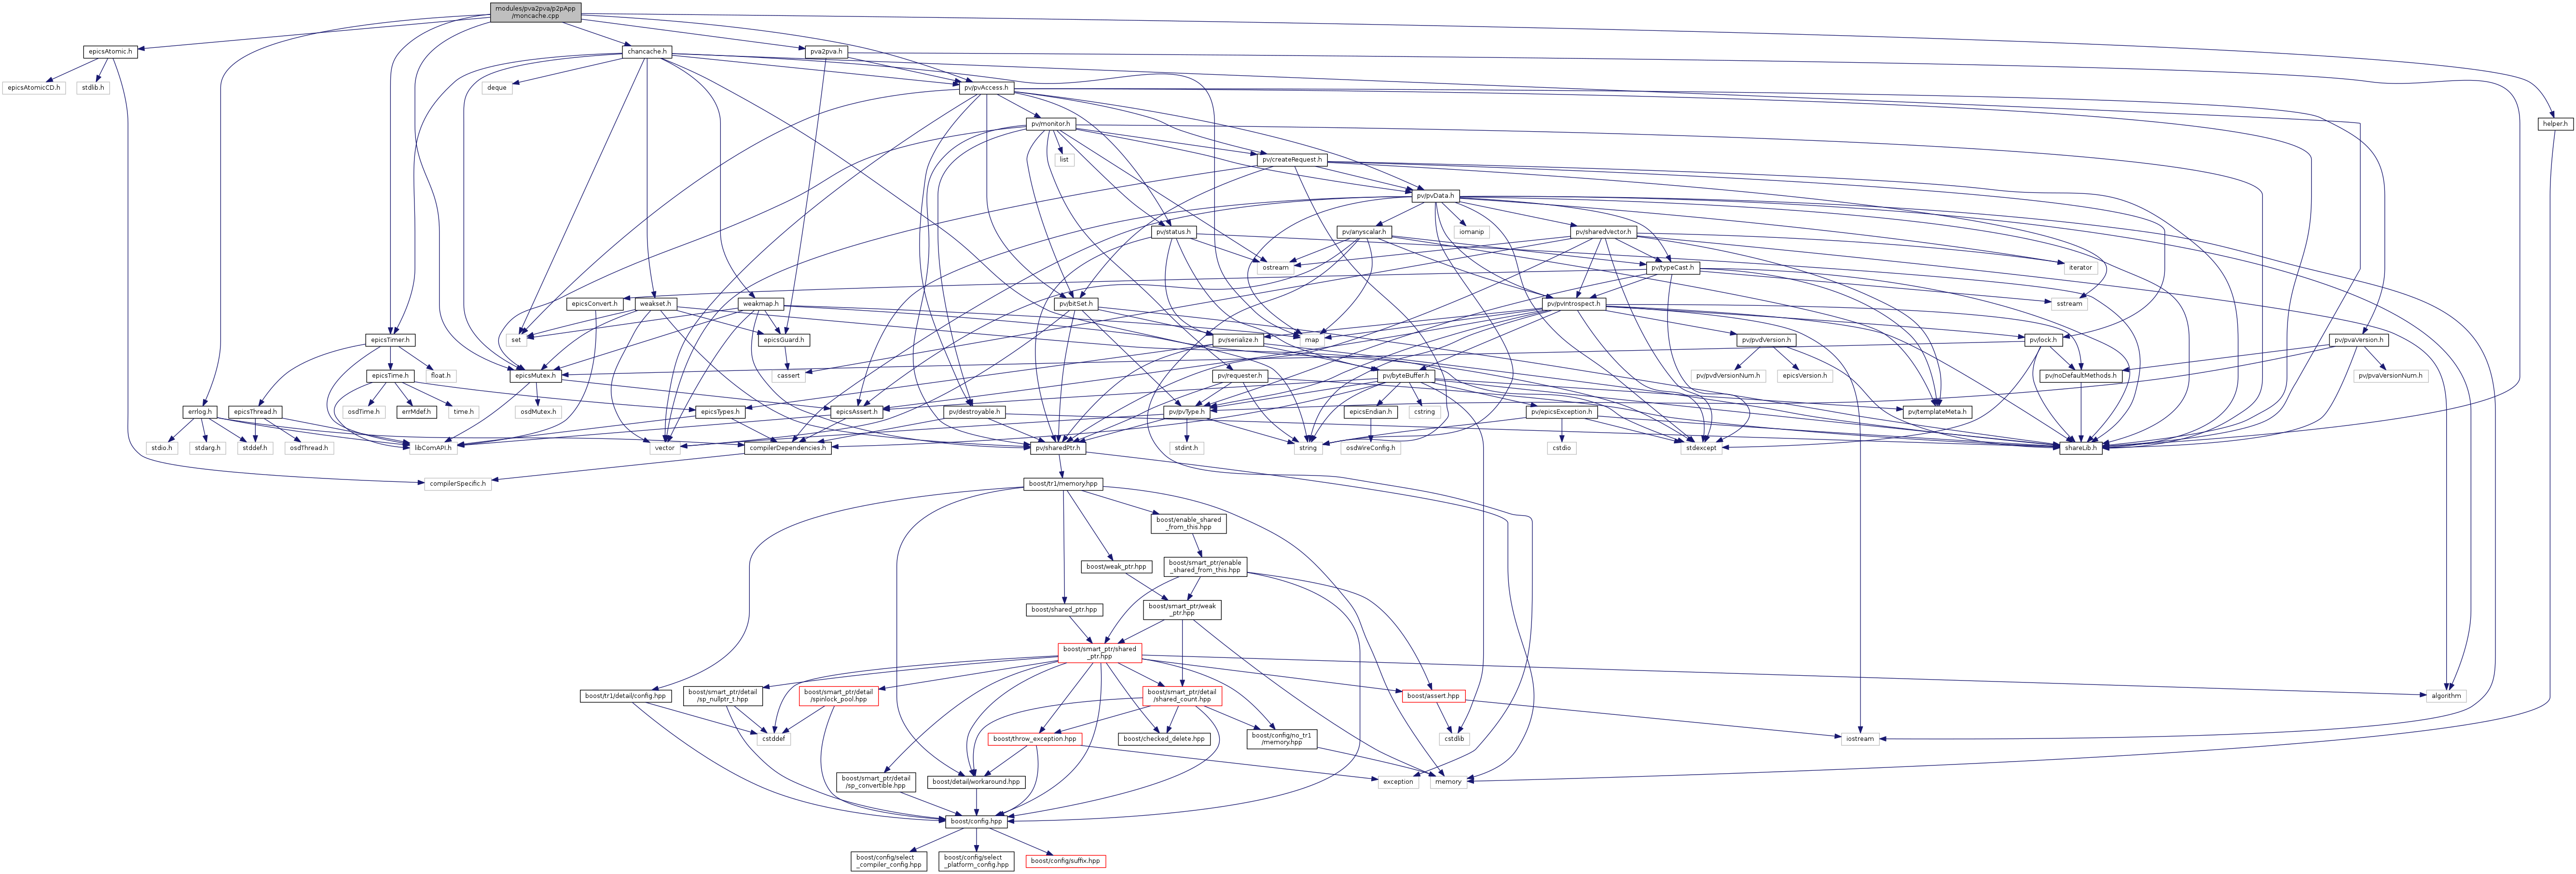 modules/pva2pva/p2pApp
/moncache.cpp
epicsAtomic.h
chancache.h
pva2pva.h
epicsAtomicCD.h
stdlib.h
deque
pv/pvAccess.h
pv/monitor.h
helper.h
list
pv/createRequest.h
pv/pvData.h
pv/status.h
pv/anyscalar.h
iomanip
pv/sharedVector.h
ostream
pv/typeCast.h
iterator
epicsConvert.h
weakset.h
weakmap.h
pv/bitSet.h
pv/pvIntrospect.h
sstream
epicsTimer.h
set
epicsGuard.h
pv/serialize.h
map
pv/pvdVersion.h
pv/lock.h
pv/pvaVersion.h
epicsTime.h
float.h
epicsMutex.h
cassert
pv/requester.h
pv/byteBuffer.h
pv/pvdVersionNum.h
epicsVersion.h
pv/noDefaultMethods.h
pv/pvaVersionNum.h
errlog.h
epicsThread.h
osdTime.h
errMdef.h
time.h
osdMutex.h
epicsTypes.h
epicsAssert.h
pv/destroyable.h
pv/pvType.h
epicsEndian.h
cstring
pv/epicsException.h
pv/templateMeta.h
stdio.h
stdarg.h
stddef.h
osdThread.h
libComAPI.h
vector
compilerDependencies.h
pv/sharedPtr.h
stdint.h
string
osdWireConfig.h
cstdio
stdexcept
shareLib.h
compilerSpecific.h
boost/tr1/memory.hpp
boost/enable_shared
_from_this.hpp
boost/weak_ptr.hpp
boost/smart_ptr/enable
_shared_from_this.hpp
boost/shared_ptr.hpp
boost/smart_ptr/weak
_ptr.hpp
boost/smart_ptr/shared
_ptr.hpp
boost/tr1/detail/config.hpp
boost/smart_ptr/detail
/sp_nullptr_t.hpp
boost/smart_ptr/detail
/spinlock_pool.hpp
boost/smart_ptr/detail
/shared_count.hpp
boost/assert.hpp
algorithm
cstddef
boost/throw_exception.hpp
boost/checked_delete.hpp
boost/config/no_tr1
/memory.hpp
cstdlib
iostream
boost/smart_ptr/detail
/sp_convertible.hpp
boost/detail/workaround.hpp
exception
memory
boost/config.hpp
boost/config/select
_compiler_config.hpp
boost/config/select
_platform_config.hpp
boost/config/suffix.hpp